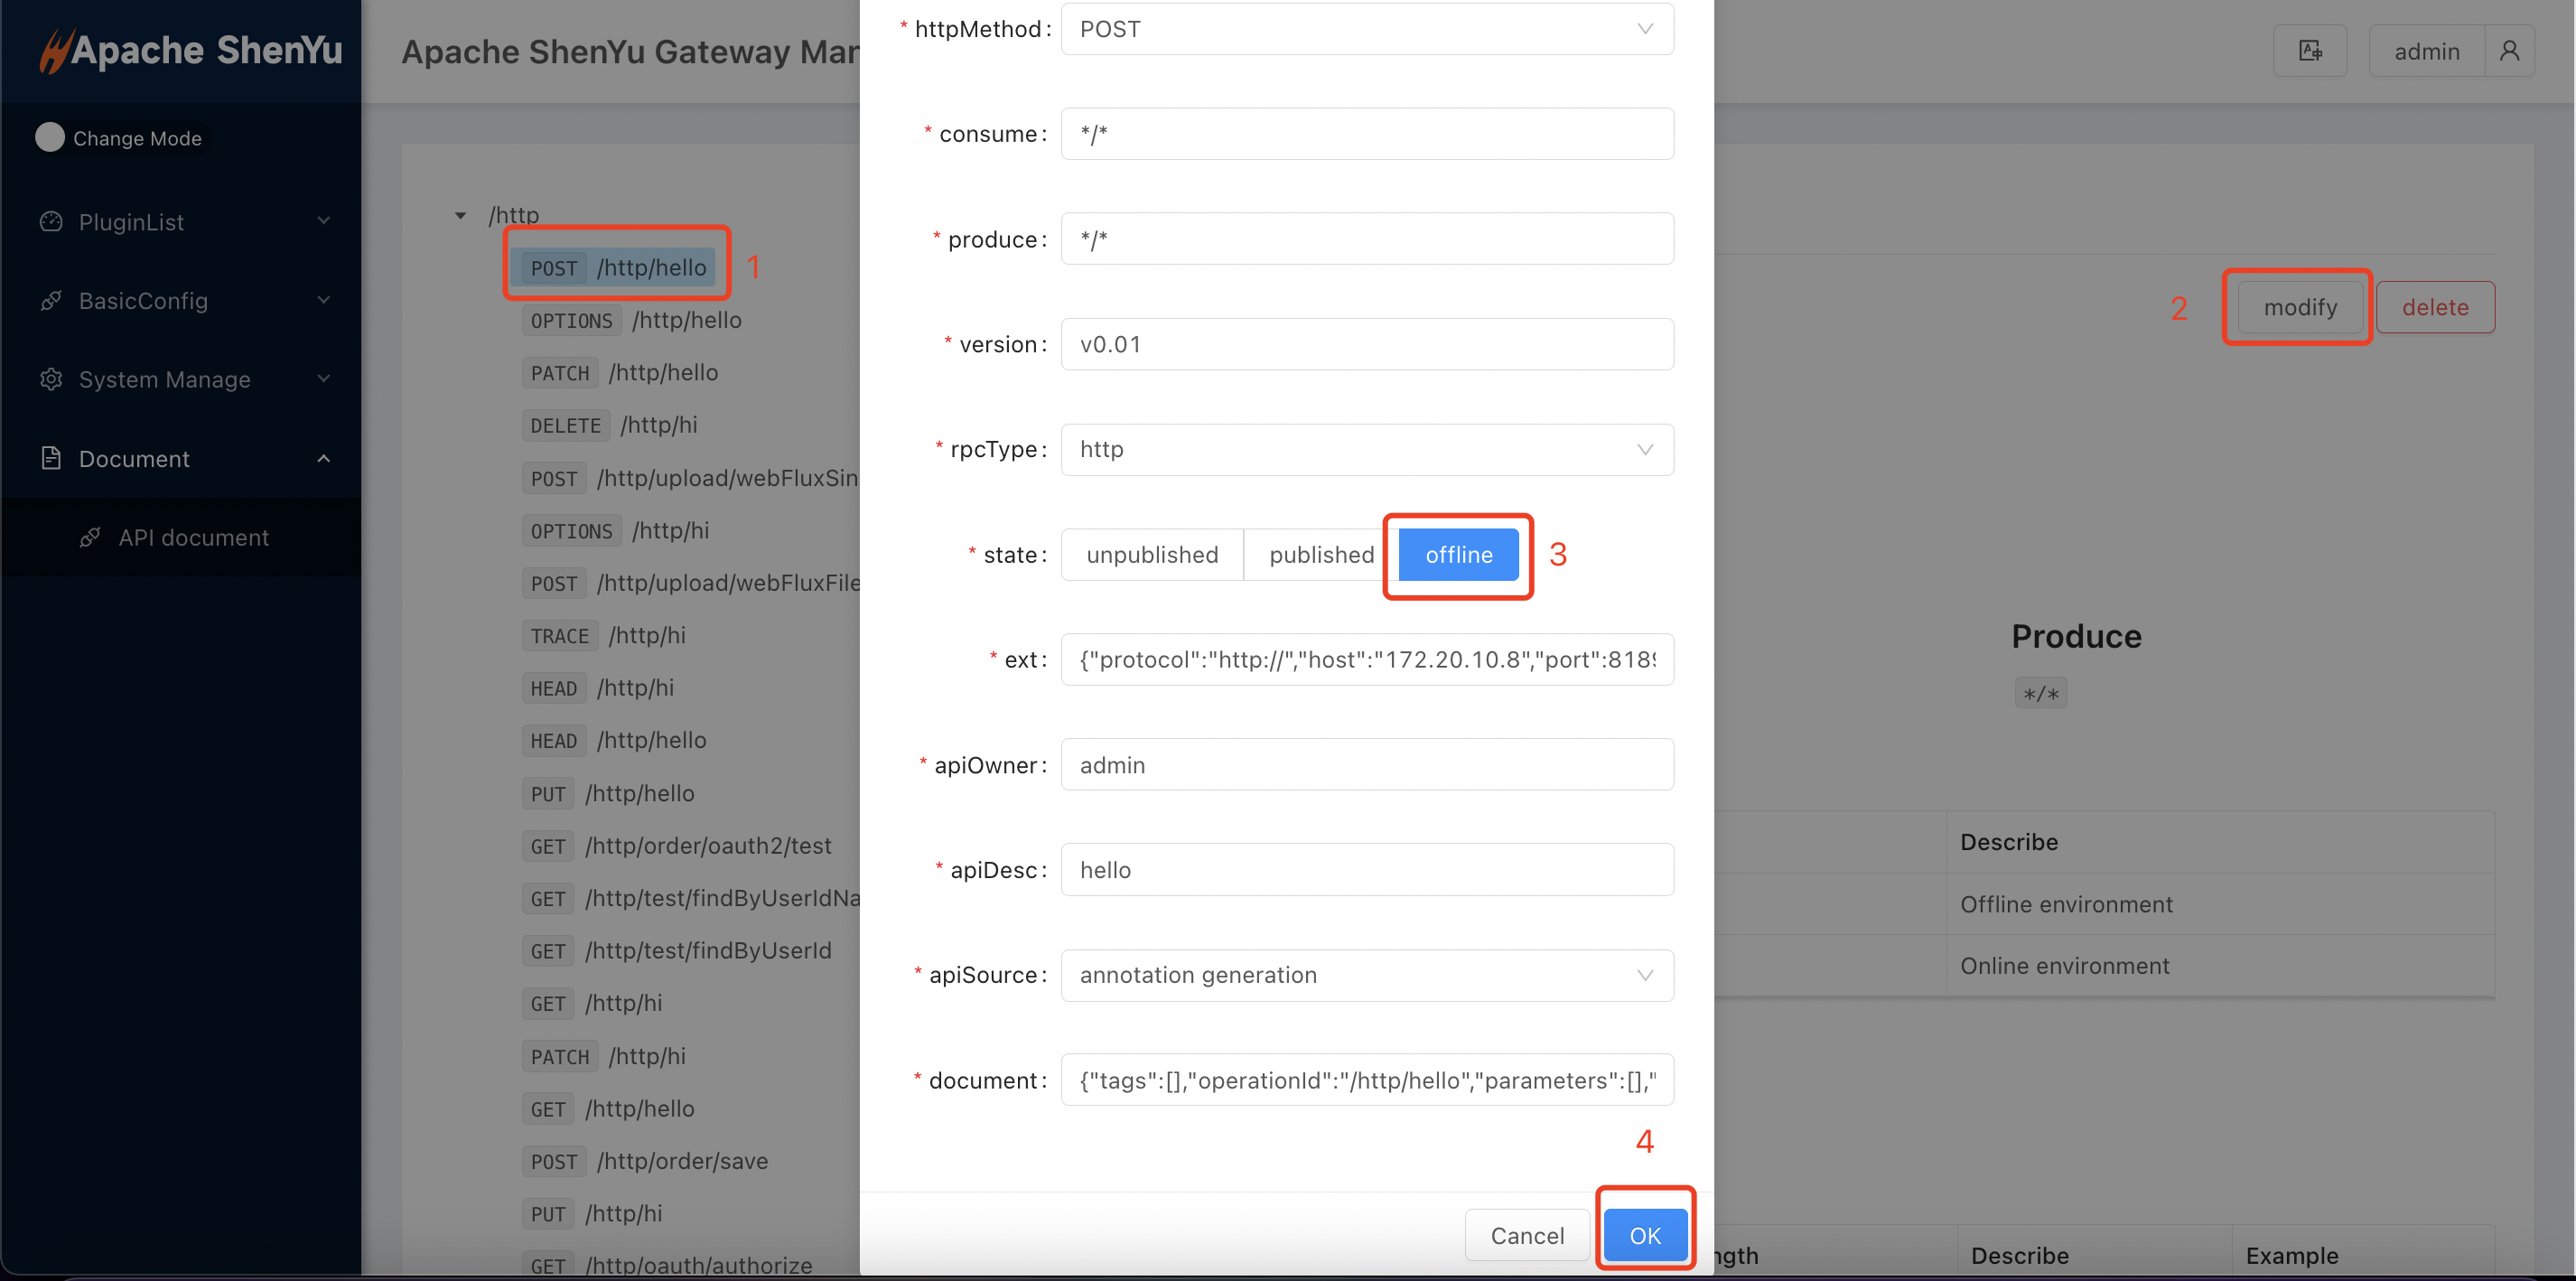 Apache ShenYu
Apache ShenYu Gateway Mar
admin
Change Mode
PluginList
BasicConfig
System Manage
Document
API document
/http
POST /http/hello
1
OPTIONS /http/hello
PATCH /http/hello
DELETE /http/hi
POST /http/upload/webFluxSin
OPTIONS /http/hi
POST /http/upload/webFluxFile
TRACE /http/hi
HEAD /http/hi
HEAD /http/hello
PUT /http/hello
GET /http/order/oauth2/test
GET /http/test/findByUserIdNa
GET /http/test/findByUserId
GET /http/hi
PATCH /http/hi
GET /http/hello
POST /http/order/save
PUT /http/hi
GET /http/oauth/authorize
* httpMethod: POST
* consume: */*
* produce: */*
* version: v0.01
* rpcType: http
* state: unpublished published offline
3
* ext: {"protocol":"http://","host":"172.20.10.8","port":8189
* apiOwner: admin
* apiDesc: hello
* apiSource: annotation generation
* document: {"tags":[],"operationId":"/http/hello","parameters":[],"
4
Cancel OK
2
modify delete
Produce
*/*
Describe
Offline environment
Online environment
ngth Describe Example